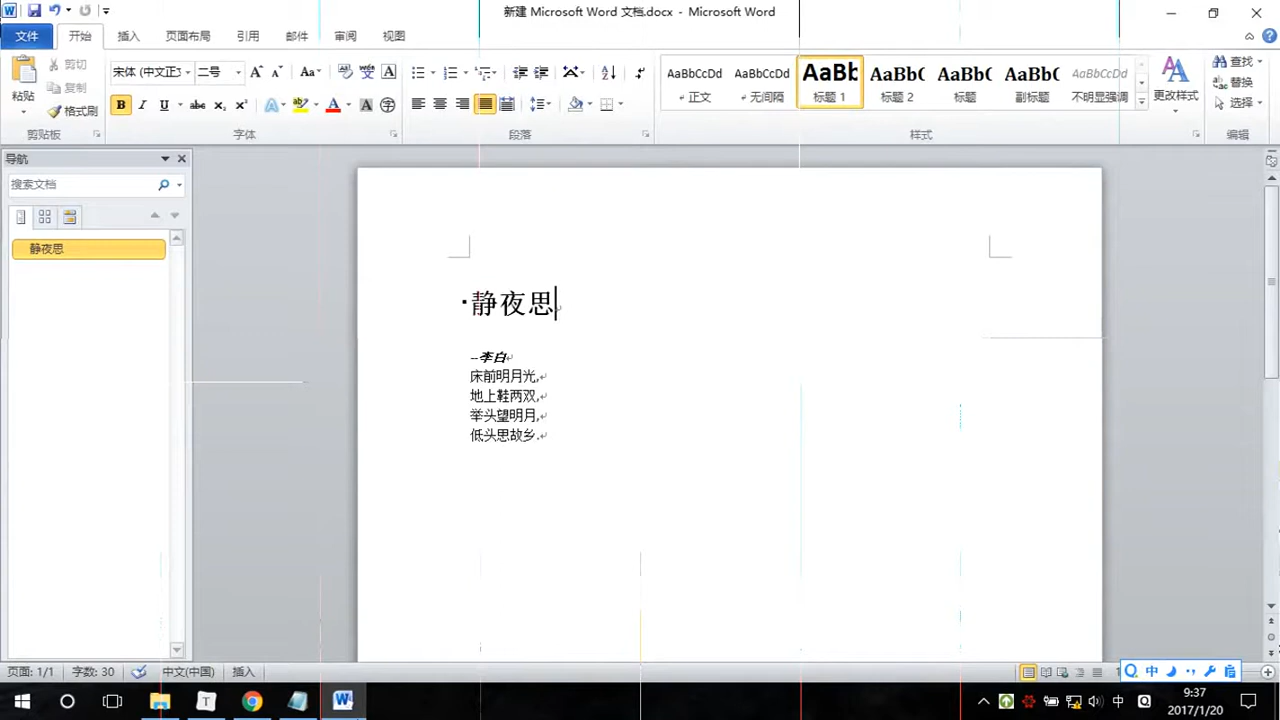 新建 Microsoft Word 文档.docx - Microsoft Word
文件 开始 插入 页面布局 引用 邮件 审阅 视图
粘贴 剪切 复制 格式刷 剪贴板
宋体 (中文正 二号 字体
段落
AaBbCcDd 正文
AaBbCcDd 无间隔
AaBb 标题 1
AaBbC 标题 2
AaBbC 标题
AaBbC 副标题
AaBbCcDd 不明显强调
更改样式 样式
查找 替换 选择 编辑
导航
搜索文档
静夜思
静夜思
--李白
床前明月光,
地上鞋两双,
举头望明月,
低头思故乡.
页面: 1/1 字数: 30 中文(中国) 插入
中
中
9:37
2017/1/20